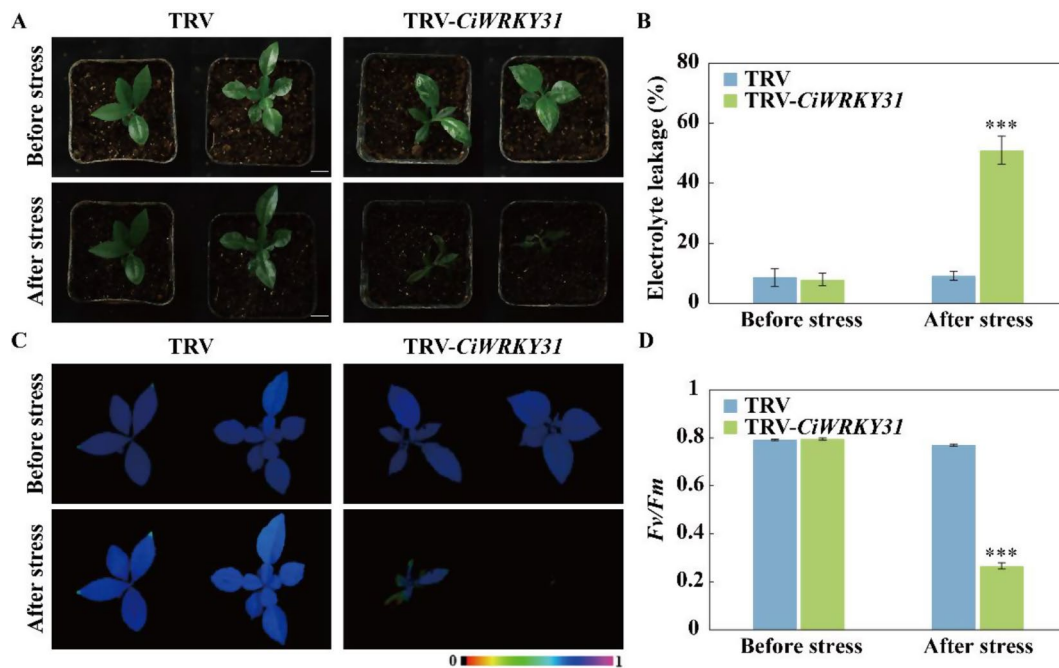 A
TRV
TRV-CiWRKY31
Before stress
After stress
B
80
60
40
20
0
Electrolyte leakage (%)
TRV
TRV-CiWRKY31
***
Before stress
After stress
C
TRV
TRV-CiWRKY31
Before stress
After stress
0
1
D
1
0.8
0.6
0.4
0.2
0
Fv/Fm
TRV
TRV-CiWRKY31
***
Before stress
After stress